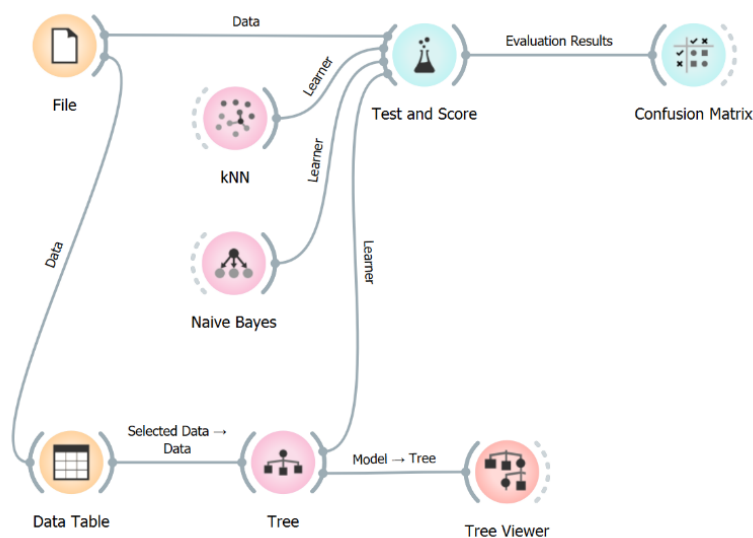 Data
File
Learner
Test and Score
Evaluation Results
Confusion Matrix
kNN
Learner
Naive Bayes
Data
Learner
Data Table
Selected Data →
Data
Tree
Model → Tree
Tree Viewer